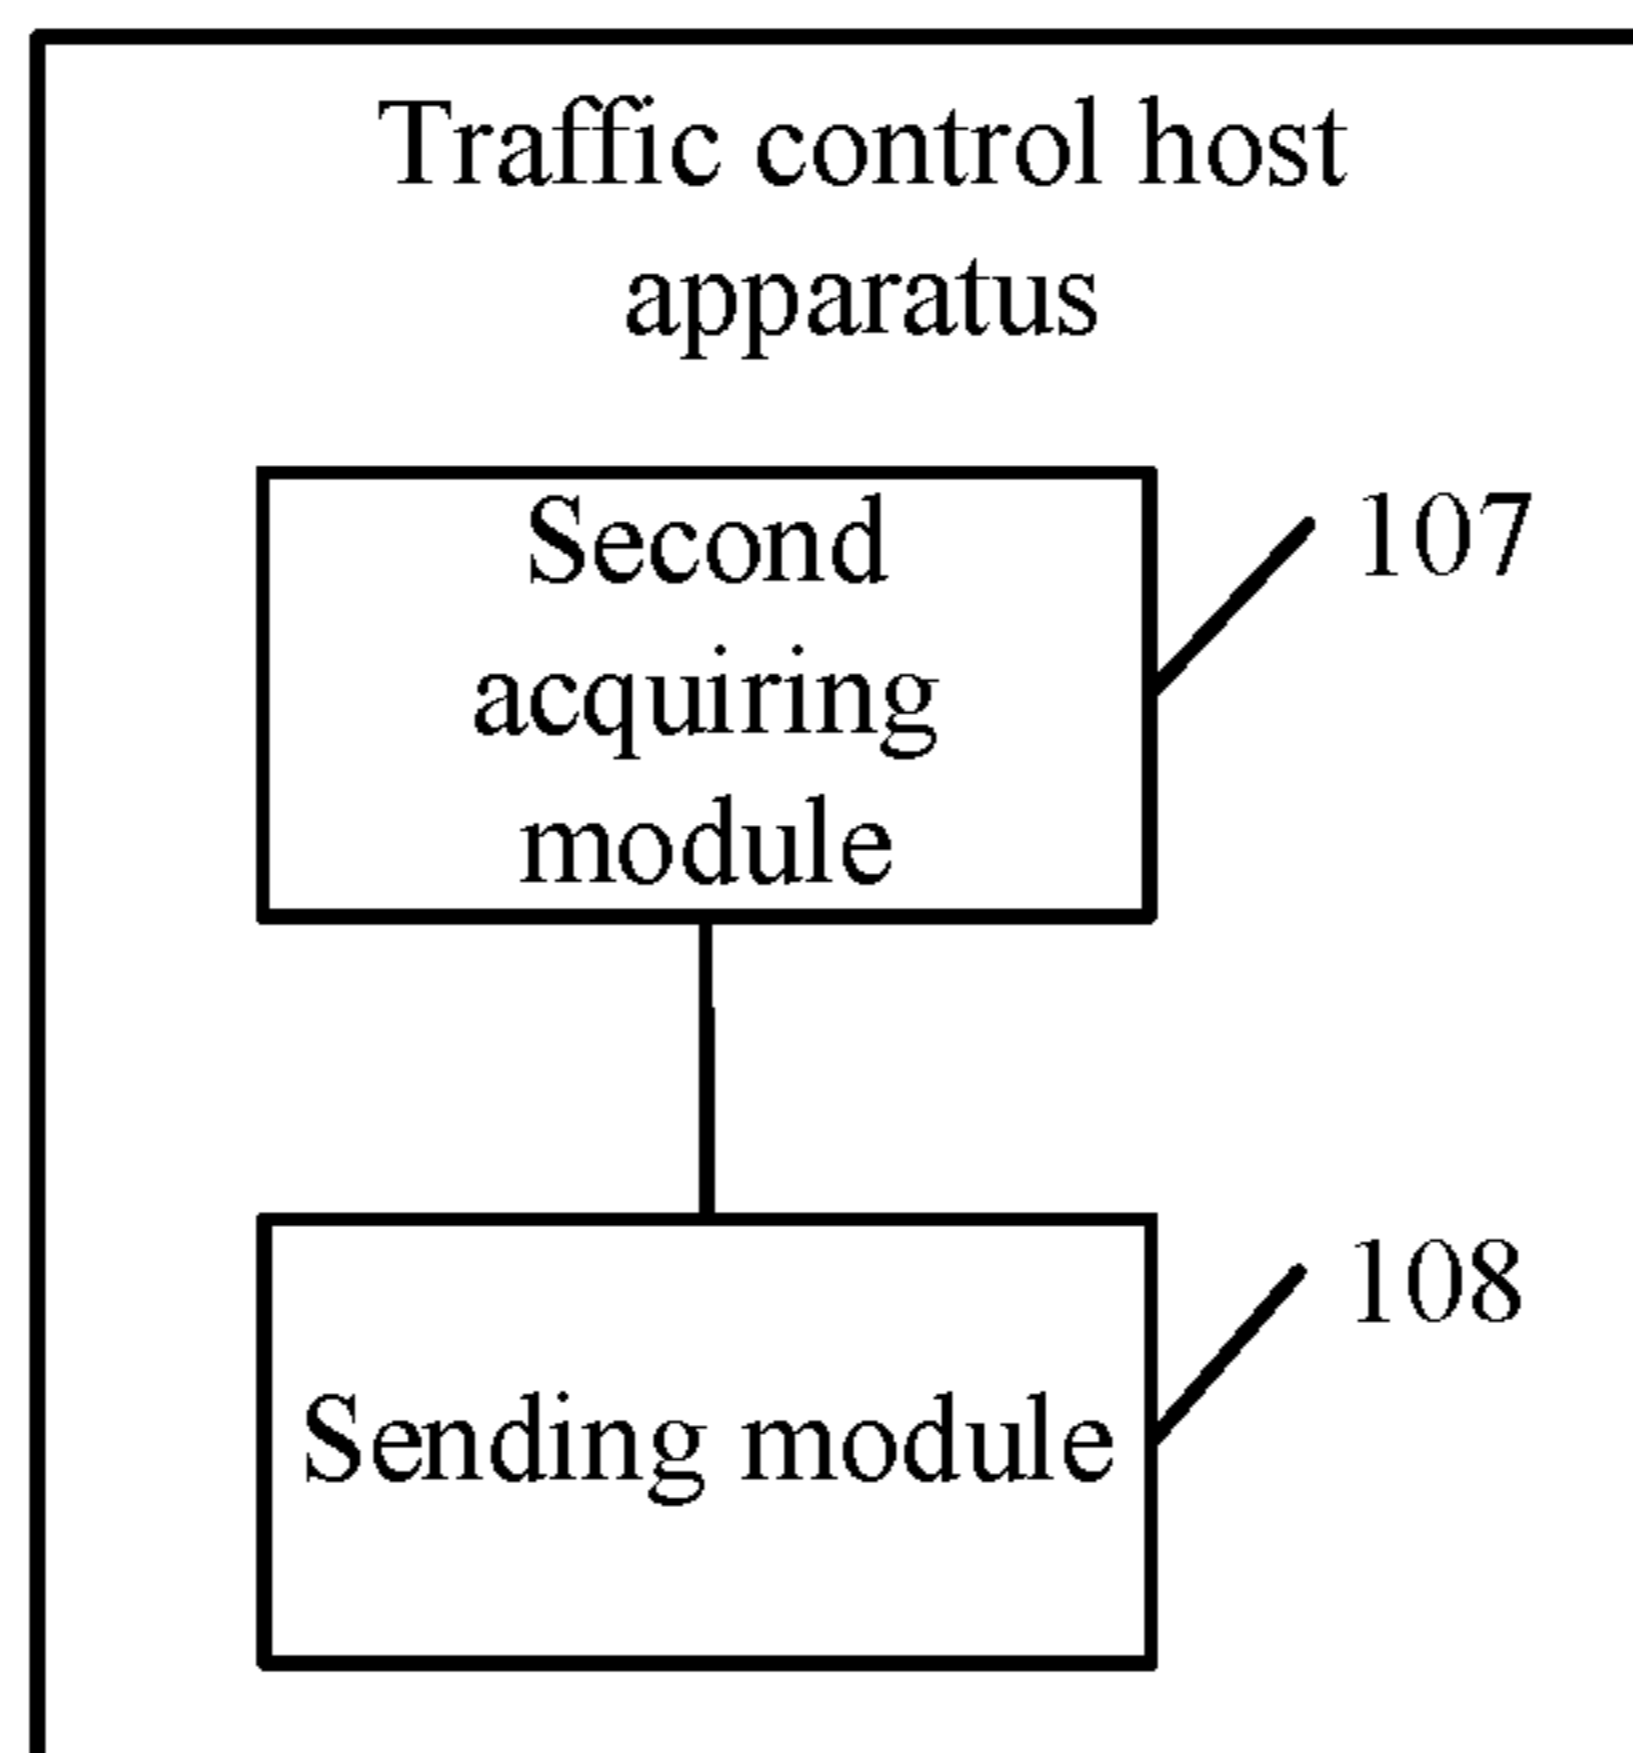 Traffic control host
apparatus
Second
acquiring
module
107
Sending module
108